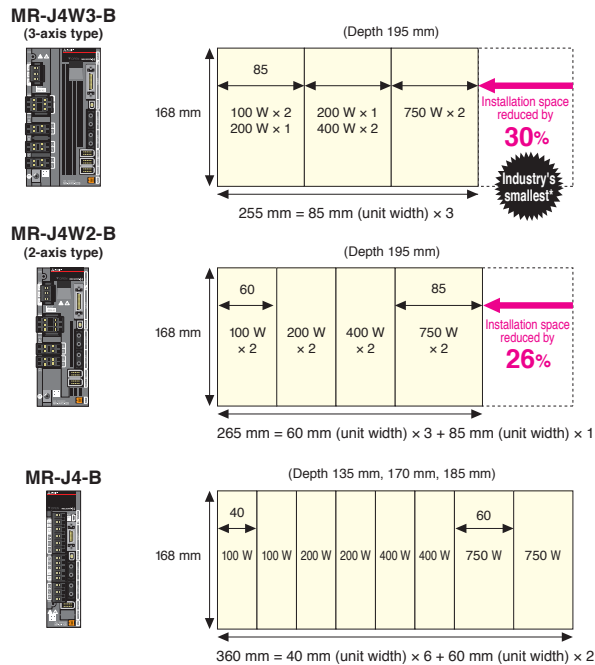 MR-J4W3-B
(3-axis type)
(Depth 195 mm)
85
168 mm
100 W × 2
200 W × 1
200 W × 1
400 W × 2
750 W × 2
Installation space
reduced by
30%
Industry's
smallest*
255 mm = 85 mm (unit width) × 3
MR-J4W2-B
(2-axis type)
(Depth 195 mm)
60
85
168 mm
100 W
× 2
200 W
× 2
400 W
× 2
750 W
× 2
Installation space
reduced by
26%
265 mm = 60 mm (unit width) × 3 + 85 mm (unit width) × 1
MR-J4-B
(Depth 135 mm, 170 mm, 185 mm)
40
60
168 mm
100 W
100 W
200 W
200 W
400 W
400 W
750 W
750 W
360 mm = 40 mm (unit width) × 6 + 60 mm (unit width) × 2